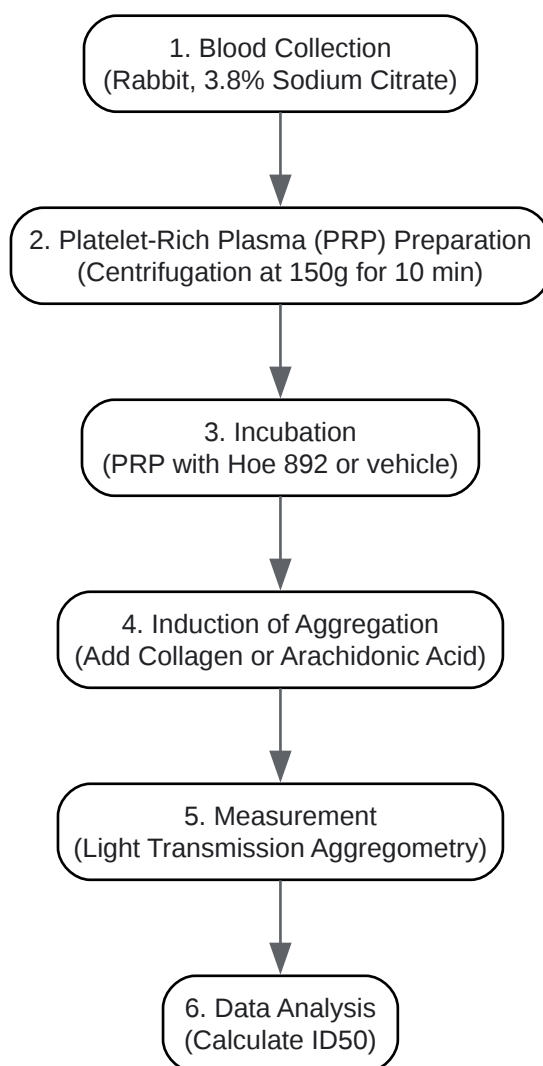 1. Blood Collection
(Rabbit, 3.8% Sodium Citrate)
2. Platelet-Rich Plasma (PRP) Preparation
(Centrifugation at 150g for 10 min)
3. Incubation
(PRP with Hoe 892 or vehicle)
4. Induction of Aggregation
(Add Collagen or Arachidonic Acid)
5. Measurement
(Light Transmission Aggregometry)
6. Data Analysis
(Calculate ID50)